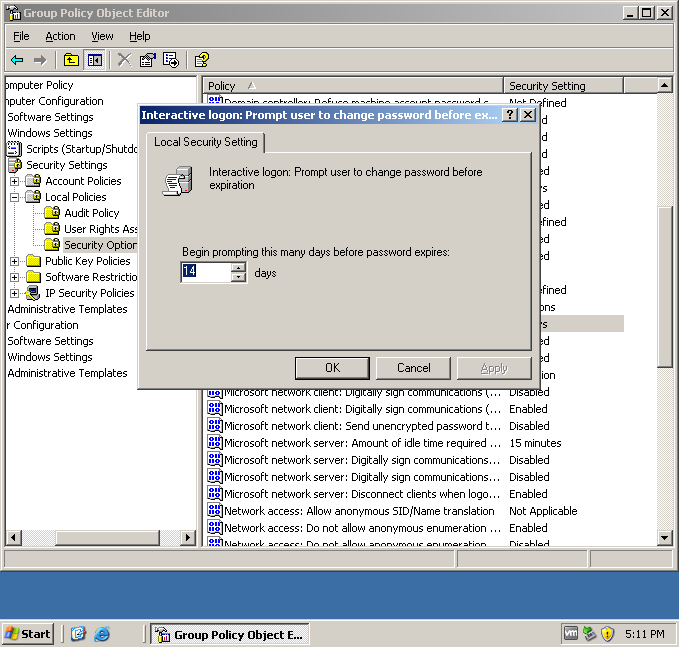 Group Policy Object Editor
File Action View Help
omputer Policy
nputer Configuration
Software Settings
Windows Settings
Scripts (Startup/Shutdo
Security Settings
Account Policies
Local Policies
Audit Policy
User Rights Ass
Security Option
Public Key Policies
Software Restrictio
IP Security Policies
Administrative Templates
r Configuration
Software Settings
Windows Settings
Administrative Templates
Policy Security Setting
Domain controller: Refuse machine account password c... Not Defined
Interactive logon: Prompt user to change password before ex...
Local Security Setting
Interactive logon: Prompt user to change password before
expiration
Begin prompting this many days before password expires:
14 days
OK Cancel Apply
Microsoft network client: Digitally sign communications (... Disabled
Microsoft network client: Digitally sign communications (... Enabled
Microsoft network client: Send unencrypted password t... Disabled
Microsoft network server: Amount of idle time required ... 15 minutes
Microsoft network server: Digitally sign communications... Disabled
Microsoft network server: Digitally sign communications... Disabled
Microsoft network server: Disconnect clients when logo... Enabled
Network access: Allow anonymous SID/Name translation Not Applicable
Network access: Do not allow anonymous enumeration ... Enabled
Network access: Do not allow anonymous enumeration ... Disabled
Start Group Policy Object E... vm 5:11 PM